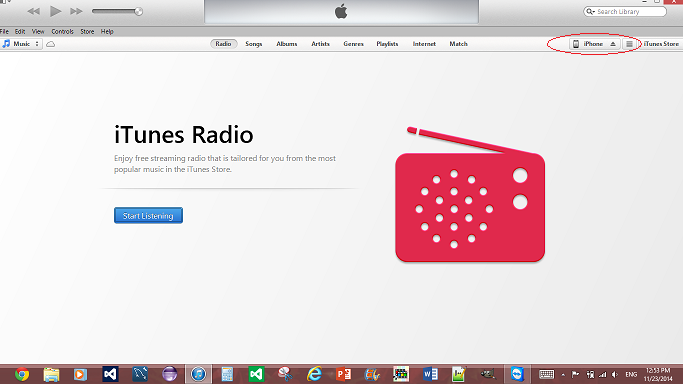 Search Library
File Edit View Controls Store Help
Music Radio Songs Albums Artists Genres Playlists Internet Match iPhone iTunes Store
iTunes Radio
Enjoy free streaming radio that is tailored for you from the most
popular music in the iTunes Store.
Start Listening
ENG 12:53 PM
11/23/2014